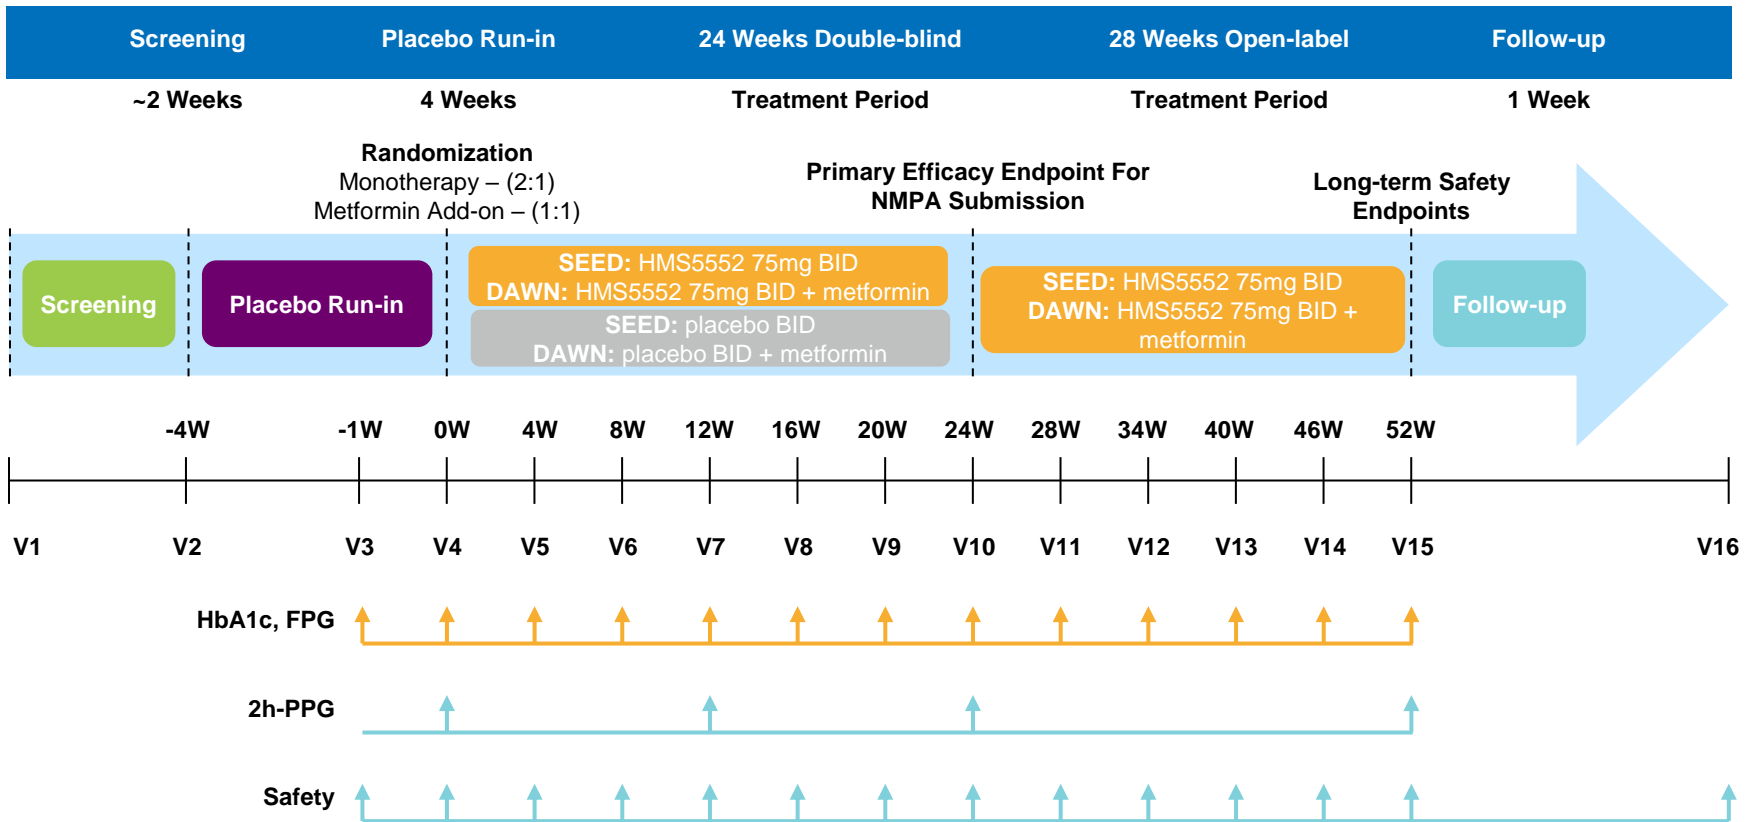 Screening
Placebo Run-in
24 Weeks Double-blind
28 Weeks Open-label
Follow-up
~2 Weeks
4 Weeks
Treatment Period
Treatment Period
1 Week
Randomization
Monotherapy – (2:1)
Metformin Add-on – (1:1)
Primary Efficacy Endpoint For
NMPA Submission
Long-term Safety
Endpoints
Screening
Placebo Run-in
SEED: HMS5552 75mg BID
DAWN: HMS5552 75mg BID + metformin
SEED: placebo BID
DAWN: placebo BID + metformin
SEED: HMS5552 75mg BID
DAWN: HMS5552 75mg BID +
metformin
Follow-up
-4W
-1W
0W
4W
8W
12W
16W
20W
24W
28W
34W
40W
46W
52W
V1
V2
V3
V4
V5
V6
V7
V8
V9
V10
V11
V12
V13
V14
V15
V16
HbA1c, FPG
2h-PPG
Safety